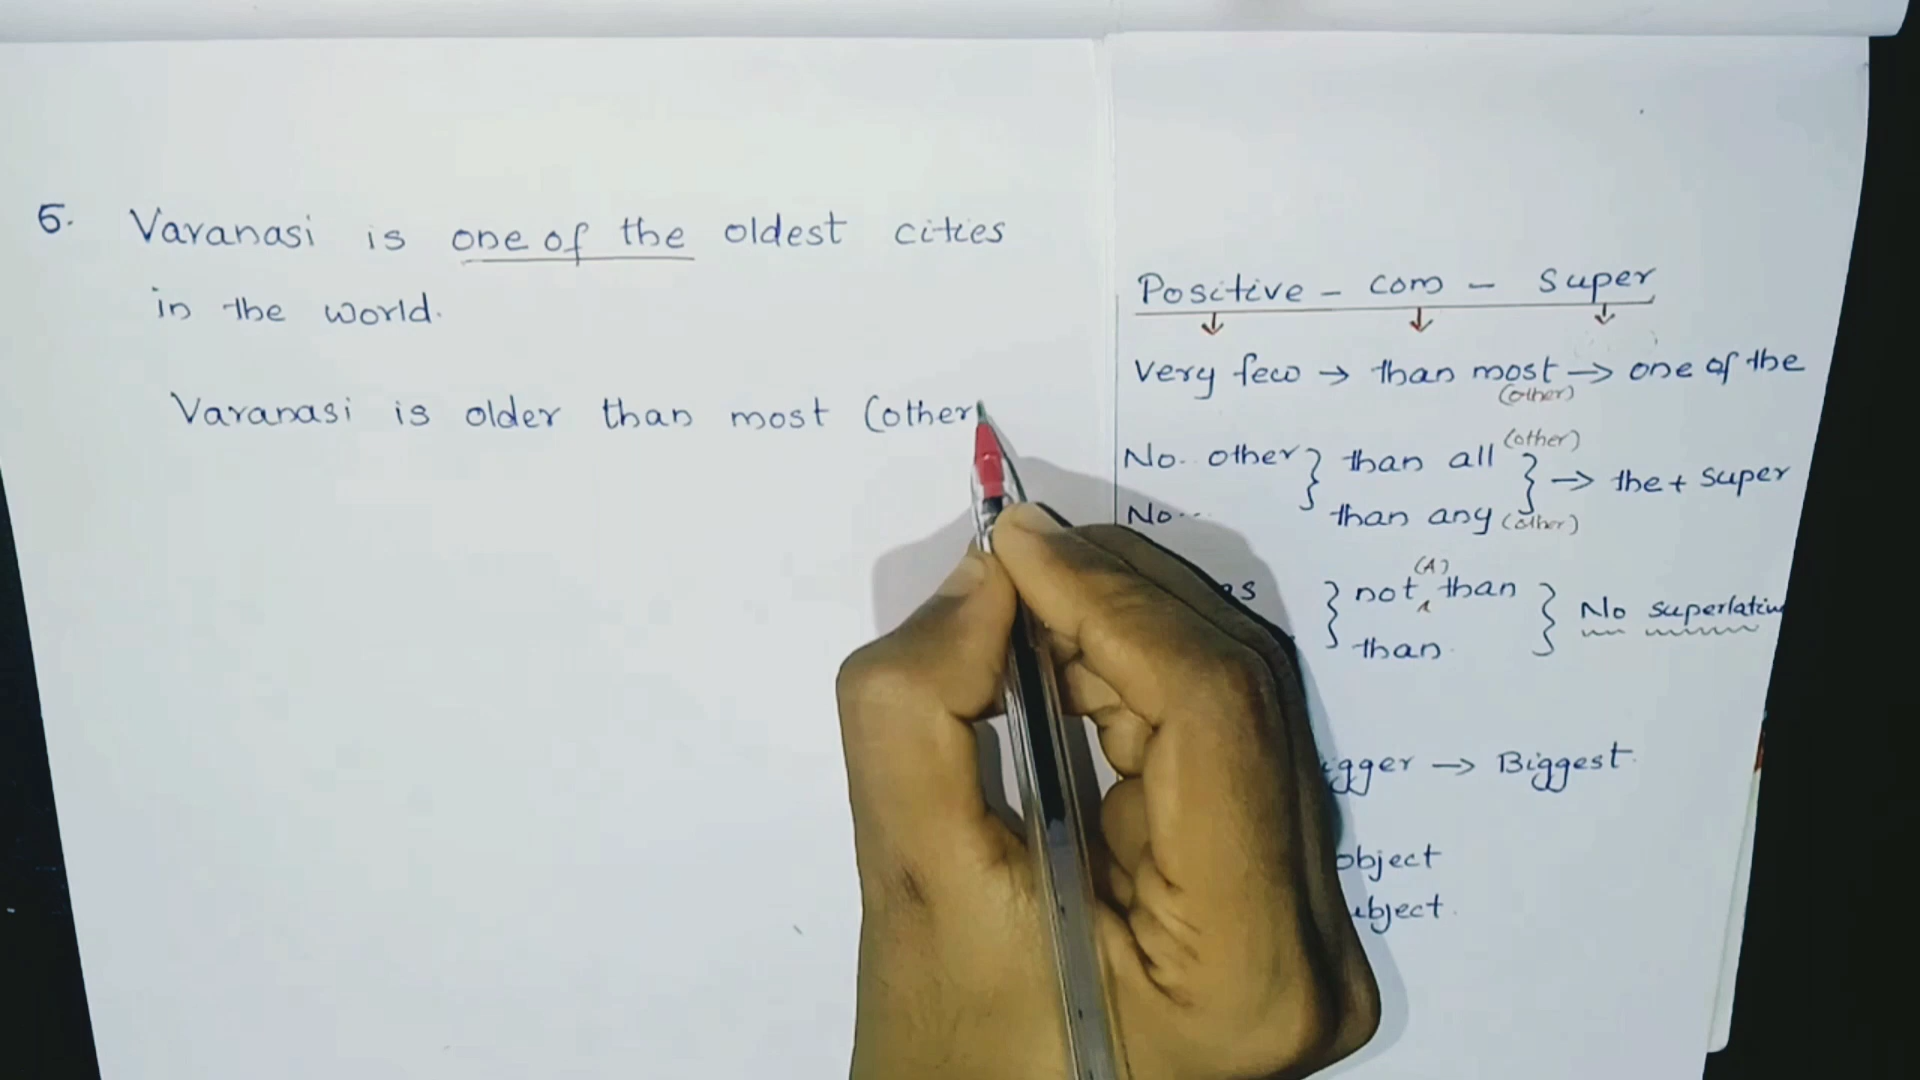 6. Varanasi is one of the oldest cities
in the world.
Varanasi is older than most (other
Positive - com - Super
Very few → than most → one of the
(other)
No. other } than all (other) } → the + super
No... than any (other)
not (A) than } No superlative
than.
→ Biggest.
object